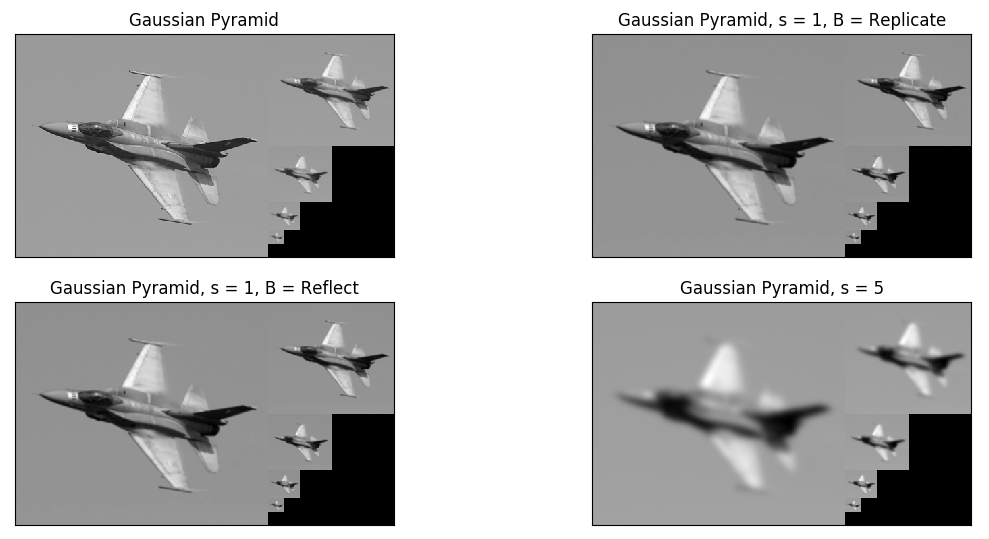 Gaussian Pyramid
Gaussian Pyramid, s = 1, B = Replicate
Gaussian Pyramid, s = 1, B = Reflect
Gaussian Pyramid, s = 5